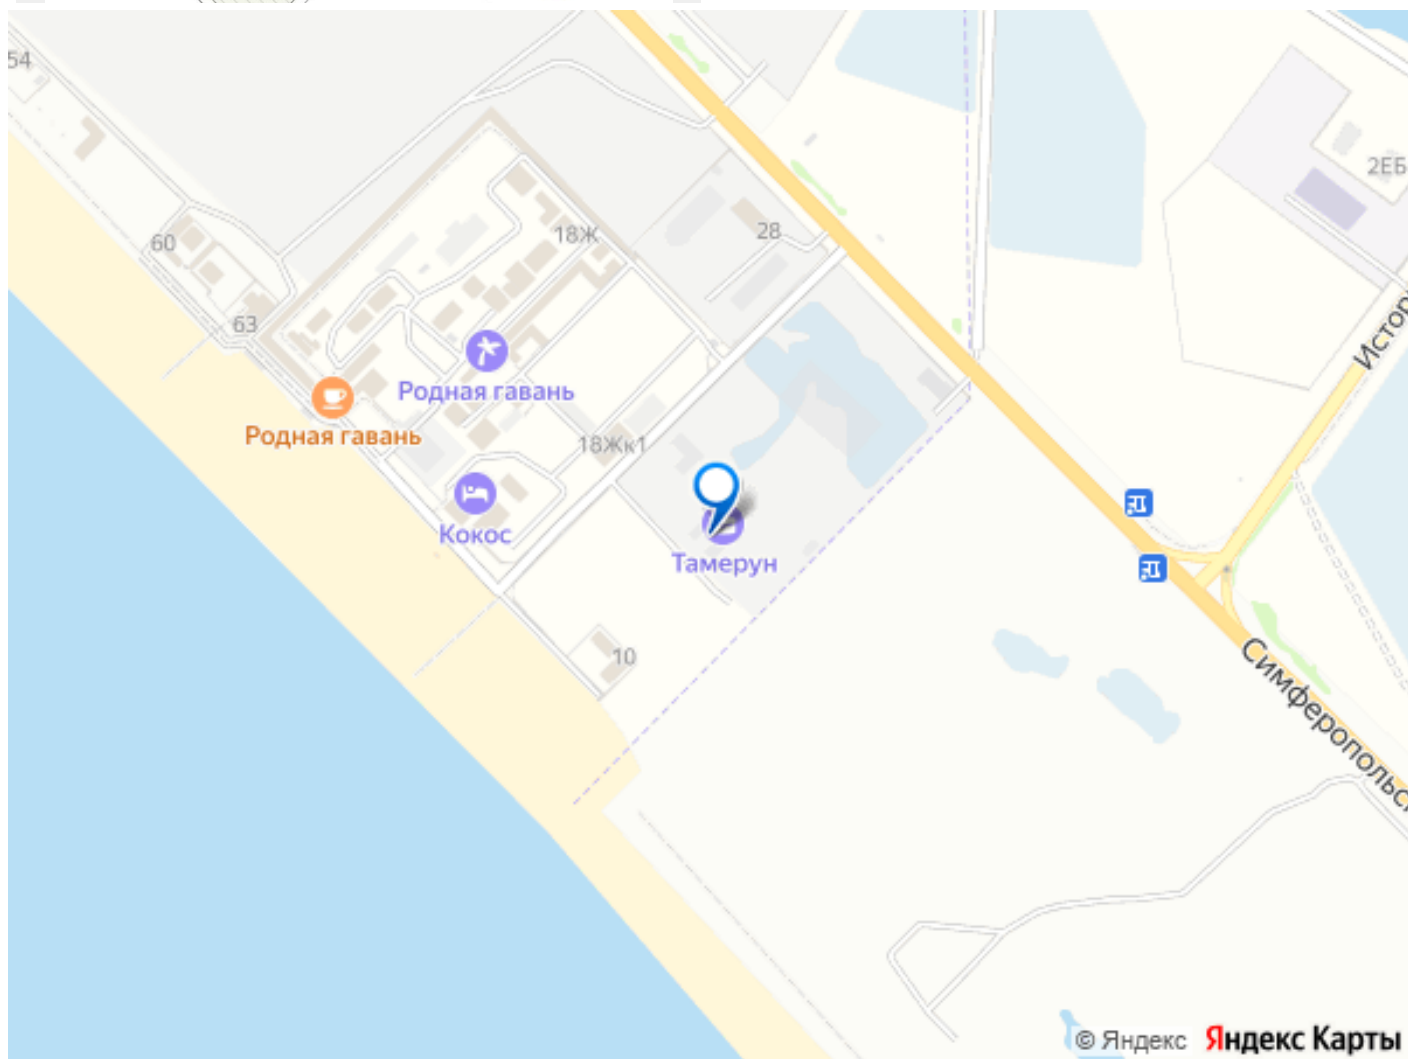 54
2ЕБ
60
18Ж
28
63
Истор
Родная гавань
Родная гавань
18Жк1
Кокос
Тамерун
10
Симферопольс
© Яндекс Яндекс Карты